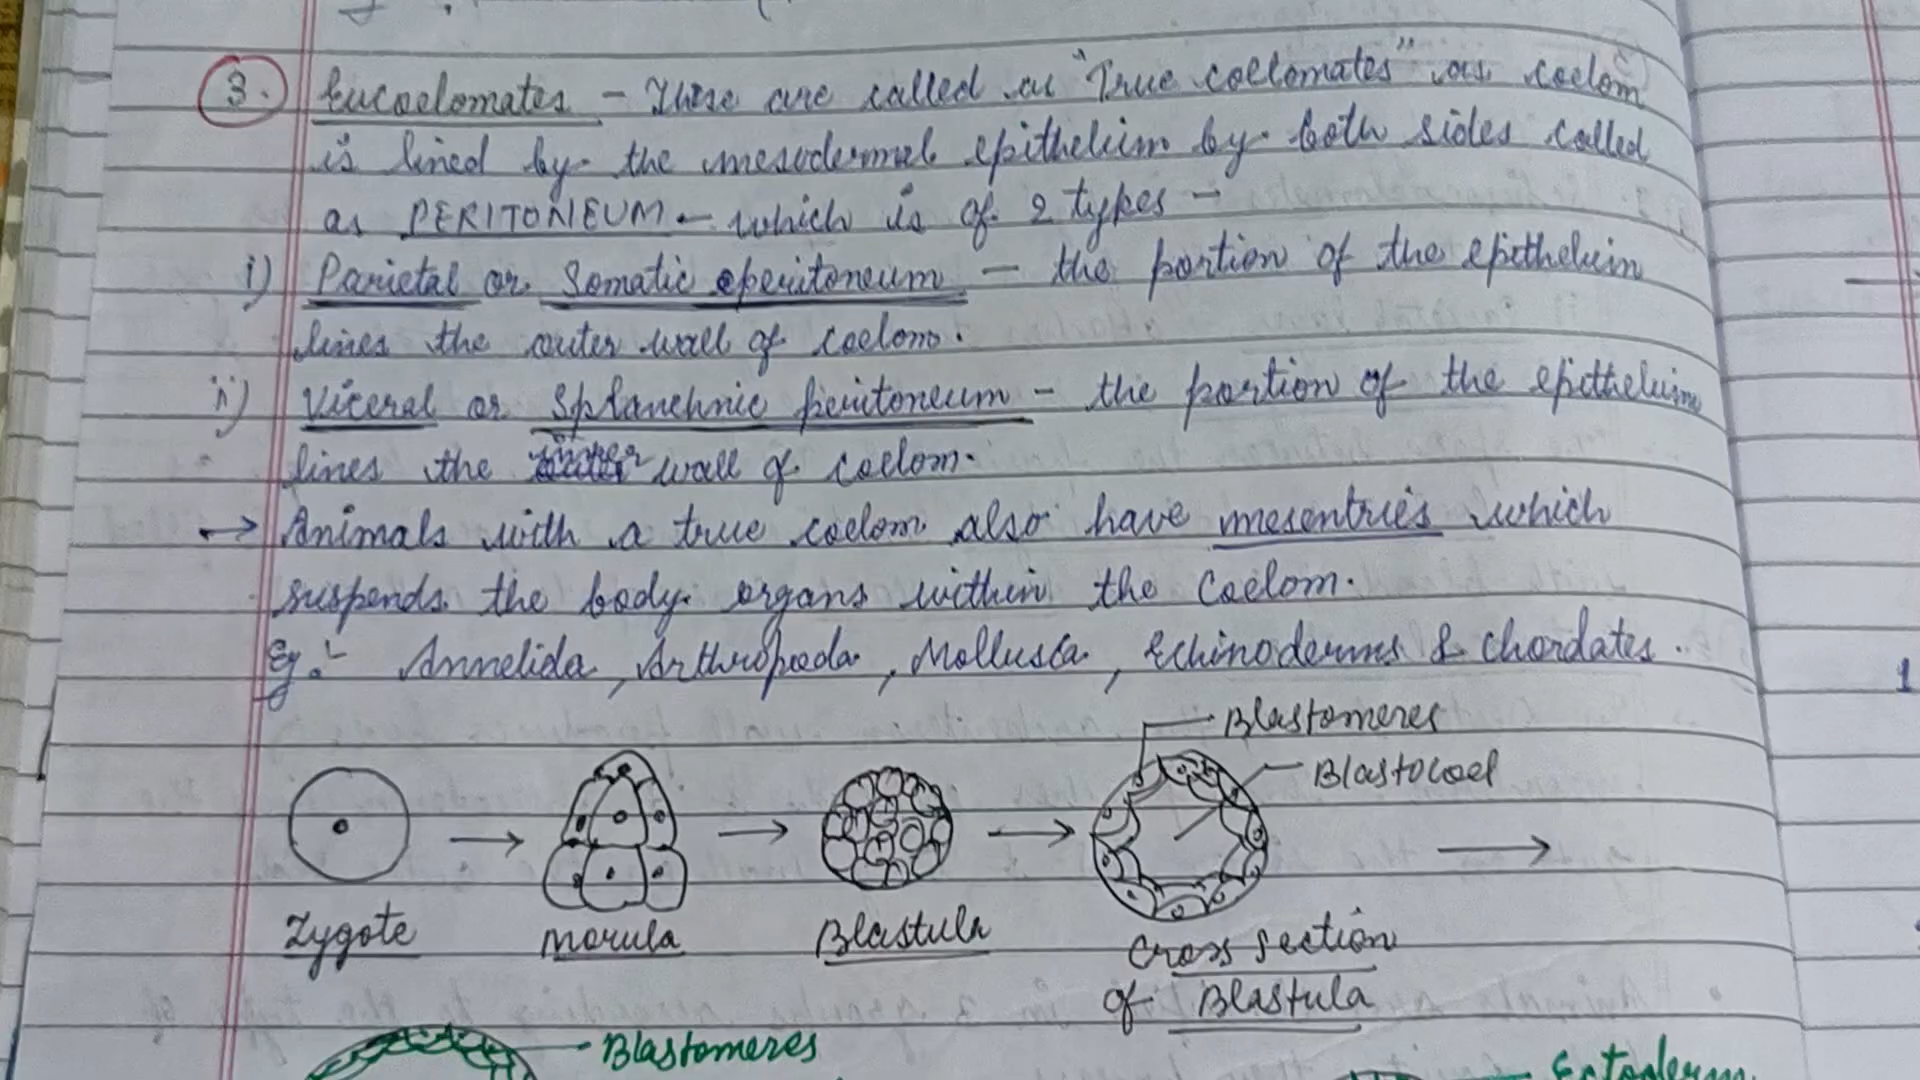 3. Eucoelomates - These are called as "True coelomates" as coelom
is lined by the mesodermal epithelium by both sides called
as PERITONEUM - which is of 2 types -
i) Parietal or Somatic peritoneum - the portion of the epithelium
lines the outer wall of coelom.
ii) Viceral or Splanchnic peritoneum - the portion of the epithelium
lines the inner wall of coelom.
→ Animals with a true coelom also have mesentries which
suspends the body organs within the Coelom.
Eg:- Annelida, Arthropoda, Mollusca, Echinoderms & chordates.
Blastomeres
Blastocoel
Zygote → Morula → Blastula → Cross section
of Blastula →
Blastomeres
Ectoderm
1